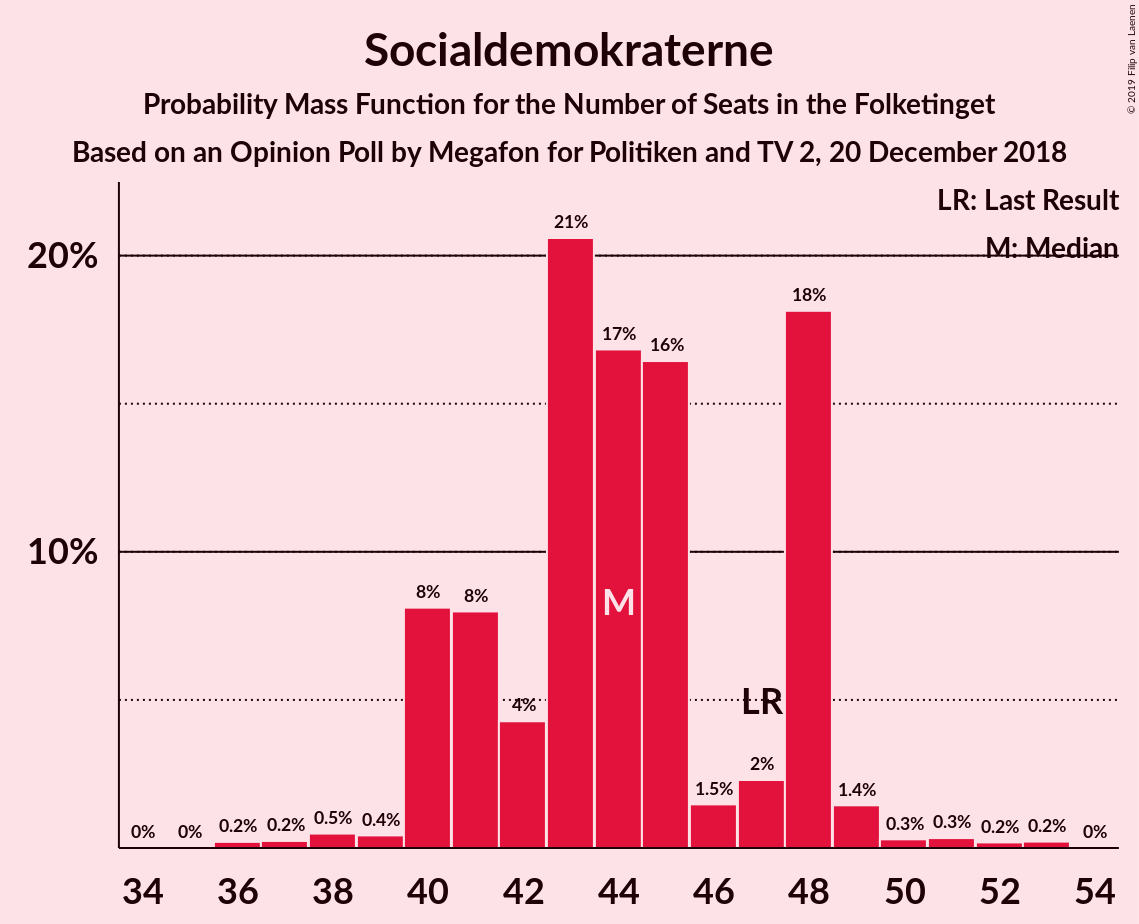 Socialdemokraterne
Probability Mass Function for the Number of Seats in the Folketinget
Based on an Opinion Poll by Megafon for Politiken and TV 2, 20 December 2018
© 2019 Filip van Laenen
LR: Last Result
M: Median
20%
10%
0%
0%
0.2%
0.2%
0.5%
0.4%
8%
8%
4%
21%
17%
16%
1.5%
2%
18%
1.4%
0.3%
0.3%
0.2%
0.2%
0%
M
LR
34 36 38 40 42 44 46 48 50 52 54